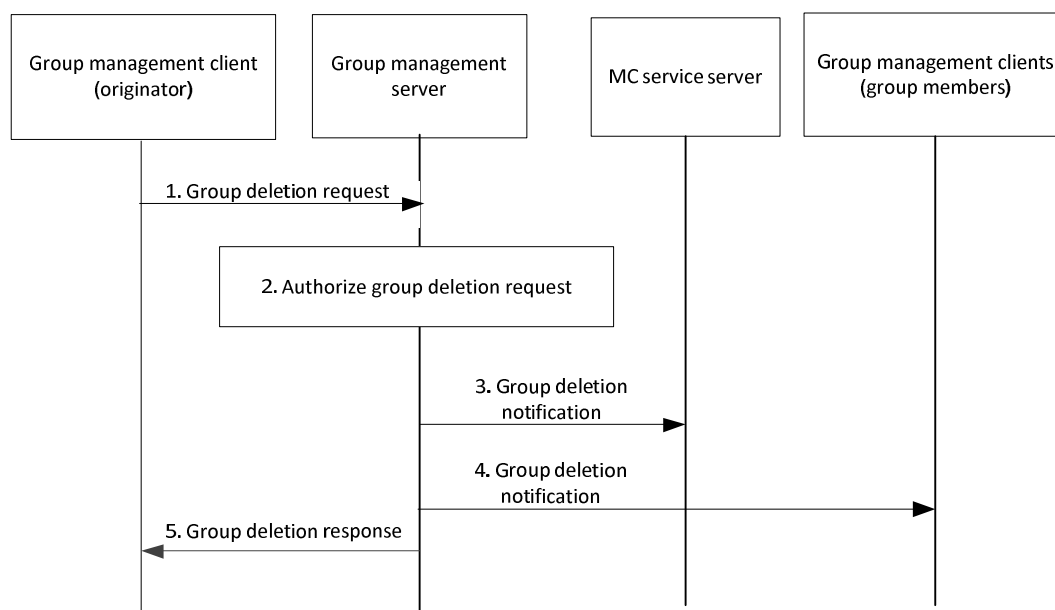 Group management client
(originator)
Group management
server
MC service server
Group management clients
(group members)
1. Group deletion request
2. Authorize group deletion request
3. Group deletion
notification
4. Group deletion
notification
5. Group deletion response